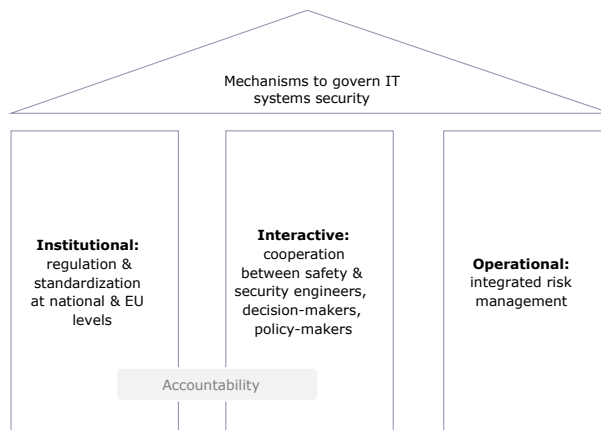 Mechanisms to govern IT
systems security
Institutional:
regulation &
standardization
at national & EU
levels
Interactive:
cooperation
between safety &
security engineers,
decision-makers,
policy-makers
Operational:
integrated risk
management
Accountability